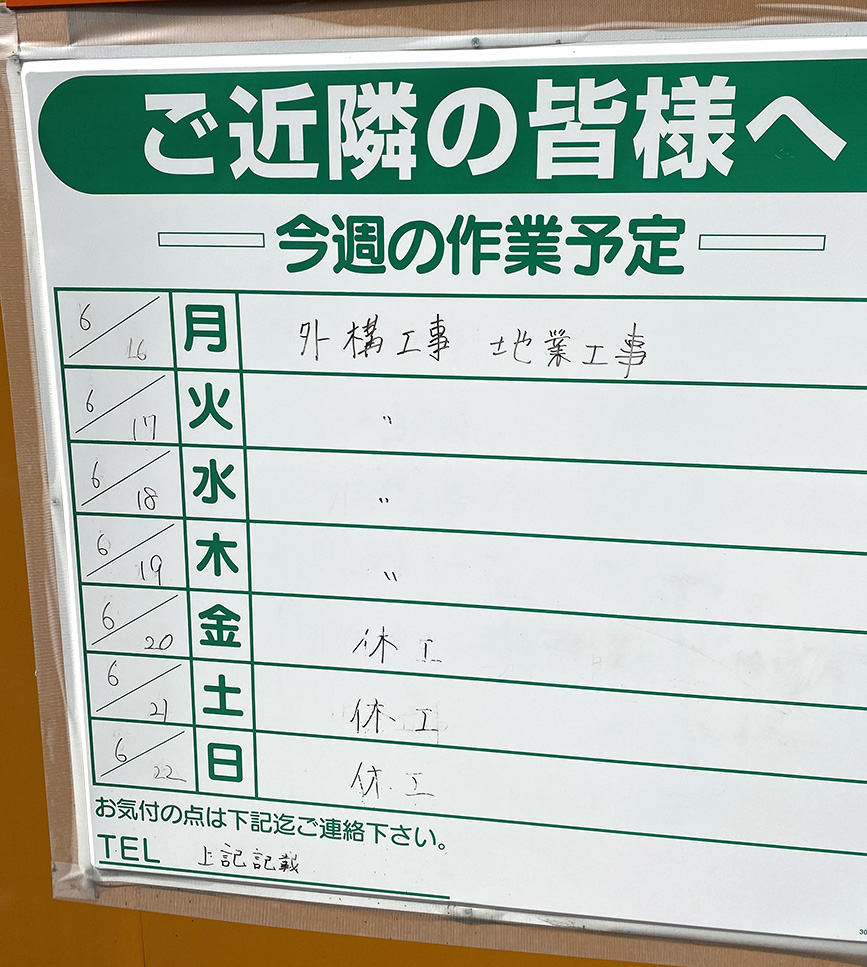 ご近隣の皆様へ
今週の作業予定
6/16 月 外構工事 地業工事
6/17 火 〃
6/18 水 〃
6/19 木 〃
6/20 金 休工
6/21 土 休工
6/22 日 休工
お気付の点は下記迄ご連絡下さい。
TEL 上記記載
30